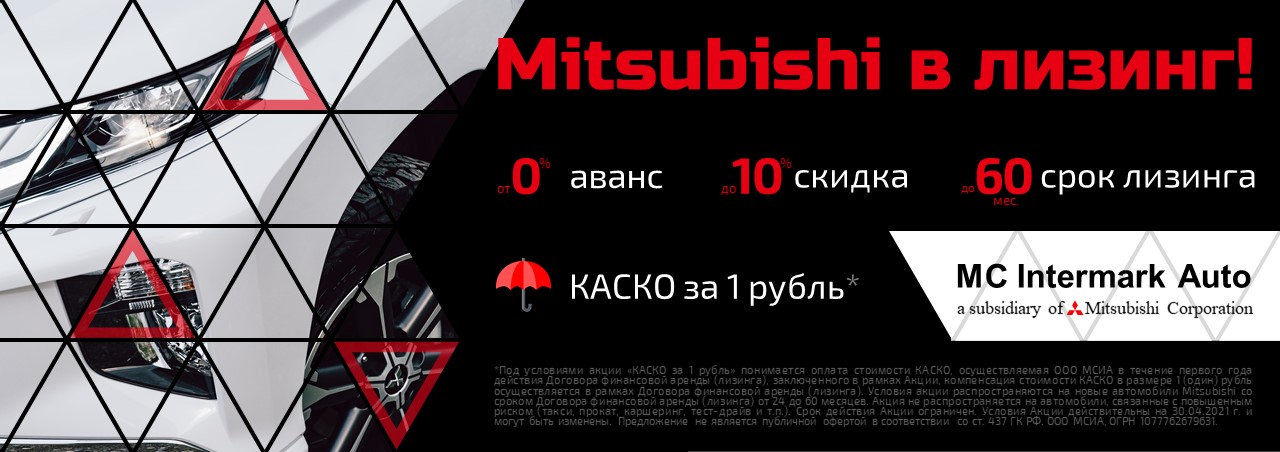 Mitsubishi в лизинг!
от 0% аванс до 10% скидка до 60 мес. срок лизинга
КАСКО за 1 рубль*
MC Intermark Auto
a subsidiary of Mitsubishi Corporation
*Под условиями акции «КАСКО за 1 рубль» понимается оплата стоимости КАСКО, осуществляемая ООО МСИА в течение первого года
действия Договора финансовой аренды (лизинга), заключенного в рамках Акции, компенсация стоимости КАСКО в размере 1 (один) рубль
осуществляется в рамках Договора финансовой аренды (лизинга). Условия акции распространяются на новые автомобили Mitsubishi со
сроком Договора финансовой аренды (лизинга) от 24 до 60 месяцев. Акция не распространяется на автомобили, связанные с повышенным
риском (такси, прокат, каршеринг, тест-драйв и т.п.). Срок действия Акции ограничен. Условия Акции действительны на 30.04.2021 г. и
могут быть изменены. Предложение не является публичной офертой в соответствии со ст. 437 ГК РФ. ООО МСИА, ОГРН 1077762679631.